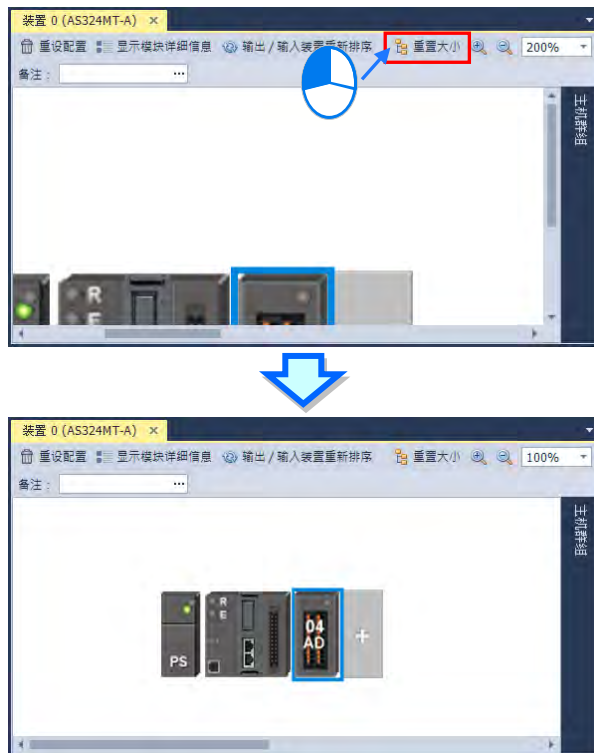 装置 0 (AS324MT-A) ×
重设配置 显示模块详细信息 输出/输入装置重新排序 重置大小 200%
备注： ...
主机群组
R
E
装置 0 (AS324MT-A) ×
重设配置 显示模块详细信息 输出/输入装置重新排序 重置大小 100%
备注： ...
主机群组
R
E
04
AD
+
PS